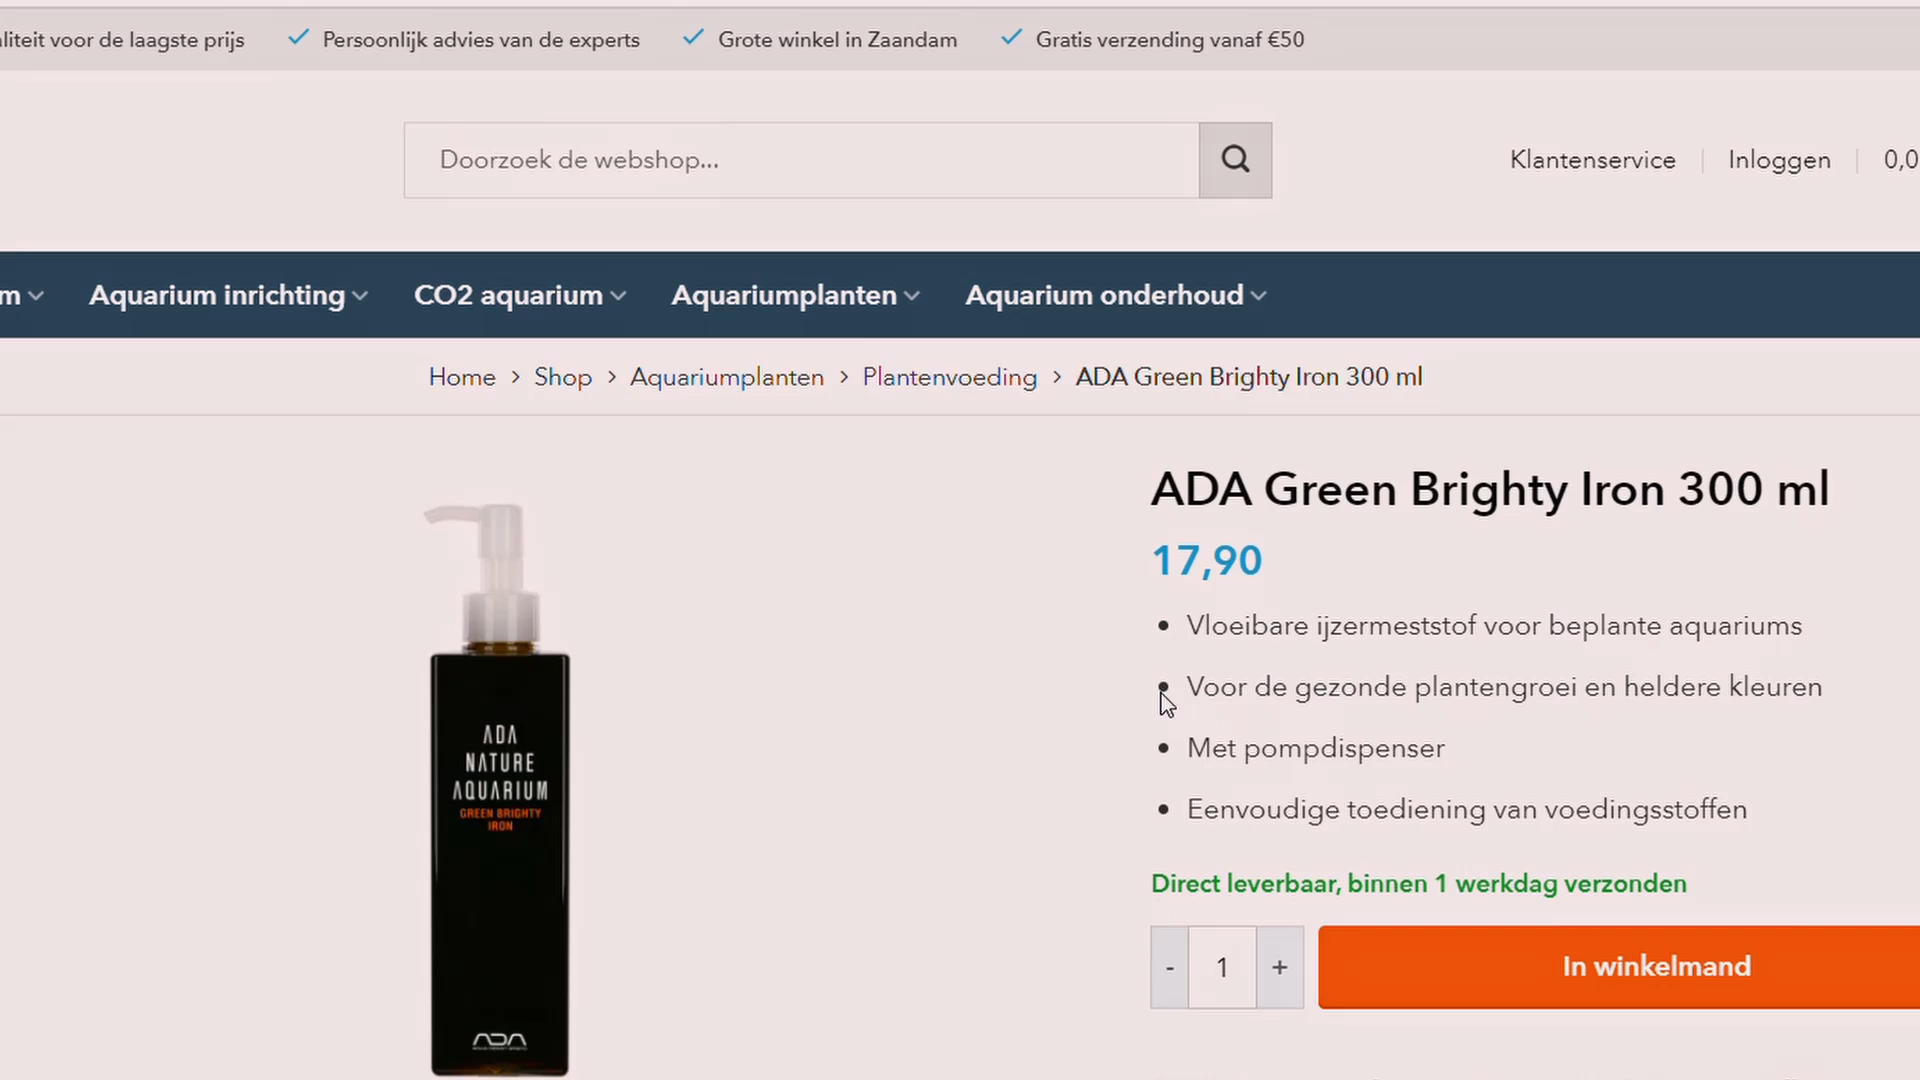 voor de laagste prijs
Persoonlijk advies van de experts
Grote winkel in Zaandam
Gratis verzending vanaf €50
Doorzoek de webshop...
Klantenservice
Inloggen
0,0
Aquarium inrichting
CO2 aquarium
Aquariumplanten
Aquarium onderhoud
Home > Shop > Aquariumplanten > Plantenvoeding > ADA Green Brighty Iron 300 ml
ADA Green Brighty Iron 300 ml
17,90
• Vloeibare ijzermeststof voor beplante aquariums
• Voor de gezonde plantengroei en heldere kleuren
• Met pompdispenser
• Eenvoudige toediening van voedingsstoffen
Direct leverbaar, binnen 1 werkdag verzonden
- 1 +
In winkelmand
ADA
NATURE
AQUARIUM
GREEN BRIGHTY
IRON
ADA